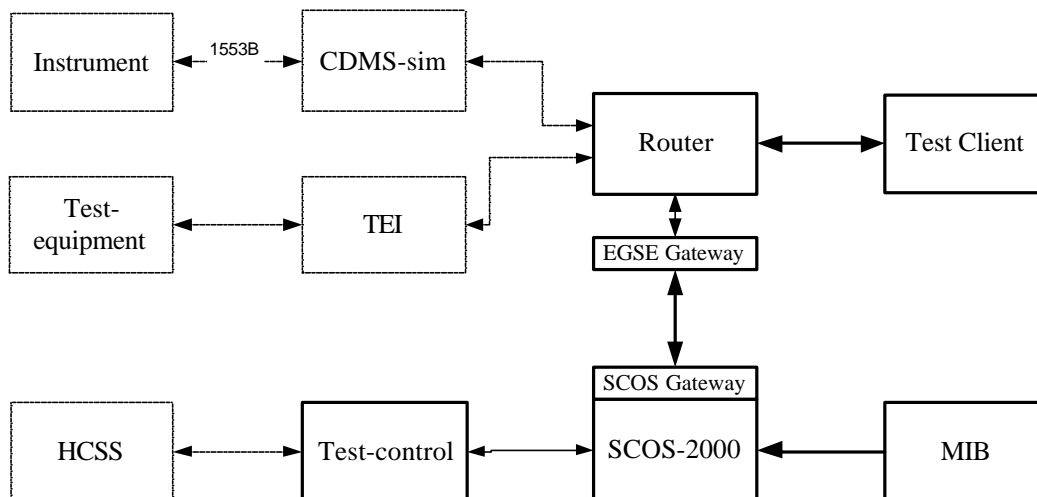 Instrument
1553B
CDMS-sim
Router
Test Client
Test-
equipment
TEI
EGSE Gateway
SCOS Gateway
HCSS
Test-control
SCOS-2000
MIB